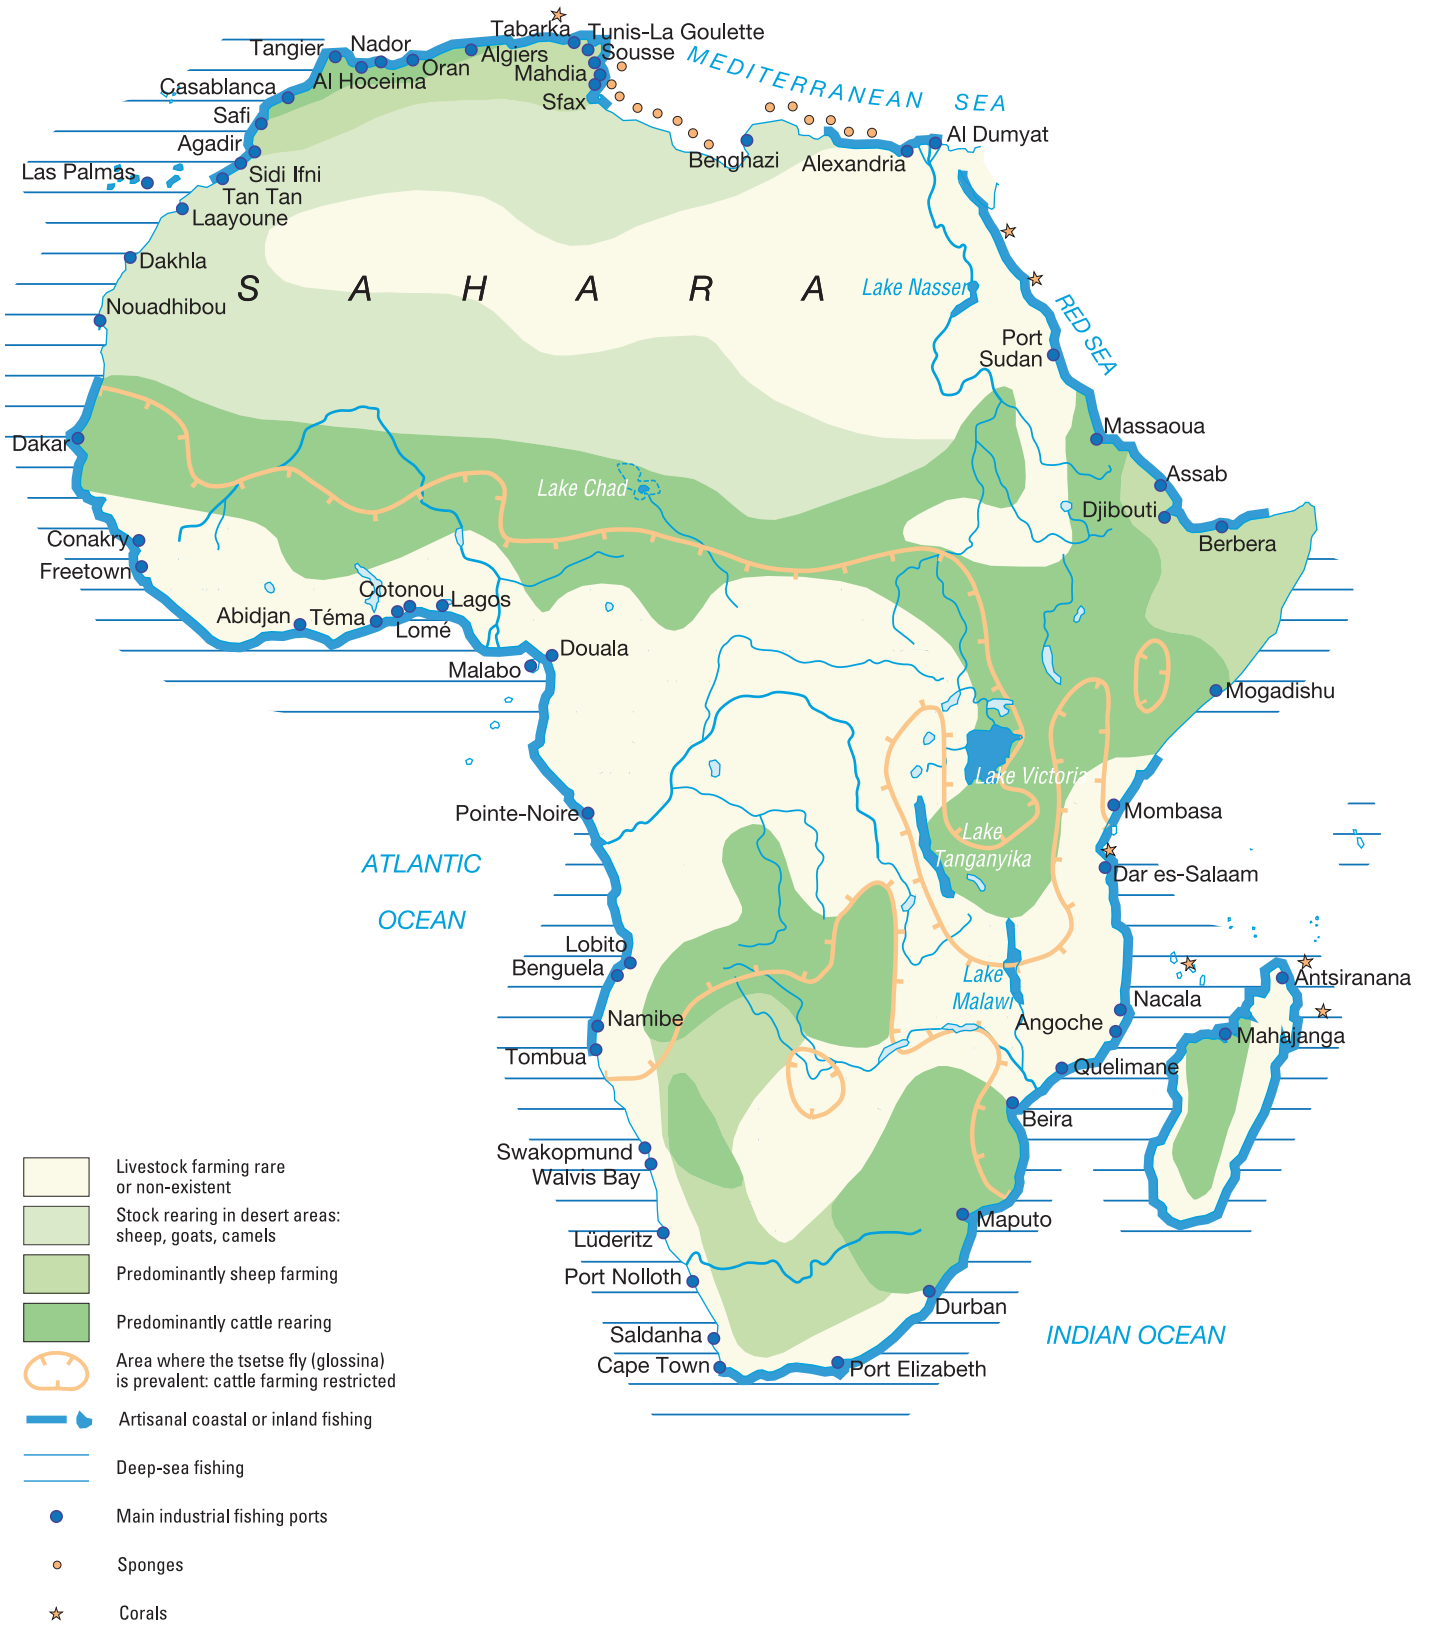 Tabarka
Tunis-La Goulette
Tangier
Nador
Algiers
Sousse
Al Hoceima
Oran
Mahdia
MEDITERRANEAN SEA
Casablanca
Sfax
Safi
Al Dumyat
Agadir
Benghazi
Alexandria
Las Palmas
Sidi Ifni
Tan Tan
Laayoune
Dakhla
SAHARA
Lake Nasser
Nouadhibou
RED SEA
Port
Sudan
Massaoua
Dakar
Assab
Lake Chad
Djibouti
Conakry
Berbera
Freetown
Cotonou
Lagos
Abidjan
Téma
Lomé
Douala
Malabo
Mogadishu
Lake Victoria
Pointe-Noire
Mombasa
Lake
Tanganyika
ATLANTIC
OCEAN
Dar es-Salaam
Lobito
Benguela
Lake
Malawi
Antsiranana
Nacala
Namibe
Angoche
Mahajanga
Tombua
Quelimane
Beira
Swakopmund
Walvis Bay
Maputo
Lüderitz
Port Nolloth
Durban
Saldanha
INDIAN OCEAN
Cape Town
Port Elizabeth
Livestock farming rare
or non-existent
Stock rearing in desert areas:
sheep, goats, camels
Predominantly sheep farming
Predominantly cattle rearing
Area where the tsetse fly (glossina)
is prevalent: cattle farming restricted
Artisanal coastal or inland fishing
Deep-sea fishing
Main industrial fishing ports
Sponges
Corals